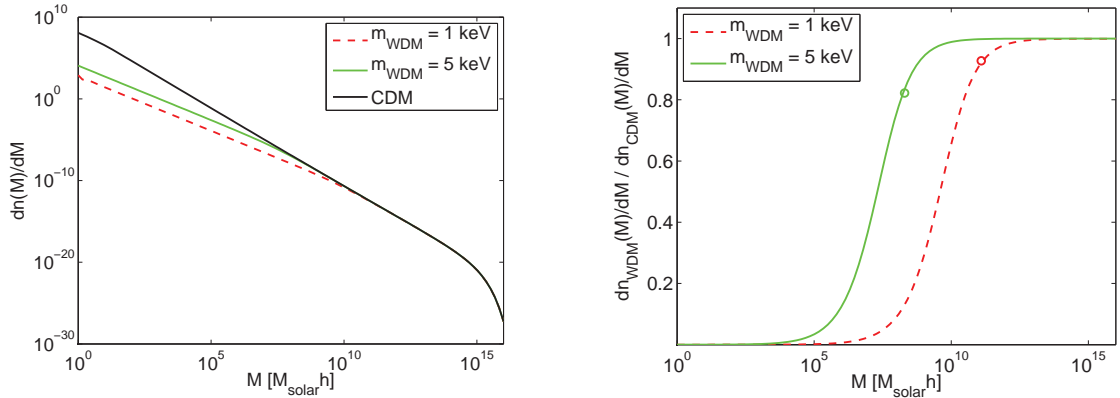 10^10
10^0
10^−10
10^−20
10^−30
dn(M)/dM
m_WDM = 1 keV
m_WDM = 5 keV
CDM
10^0
10^5
10^10
10^15
M [M_solar h]
1
0.8
0.6
0.4
0.2
dn_WDM(M)/dM / dn_CDM(M)/dM
m_WDM = 1 keV
m_WDM = 5 keV
10^0
10^5
10^10
10^15
M [M_solar h]